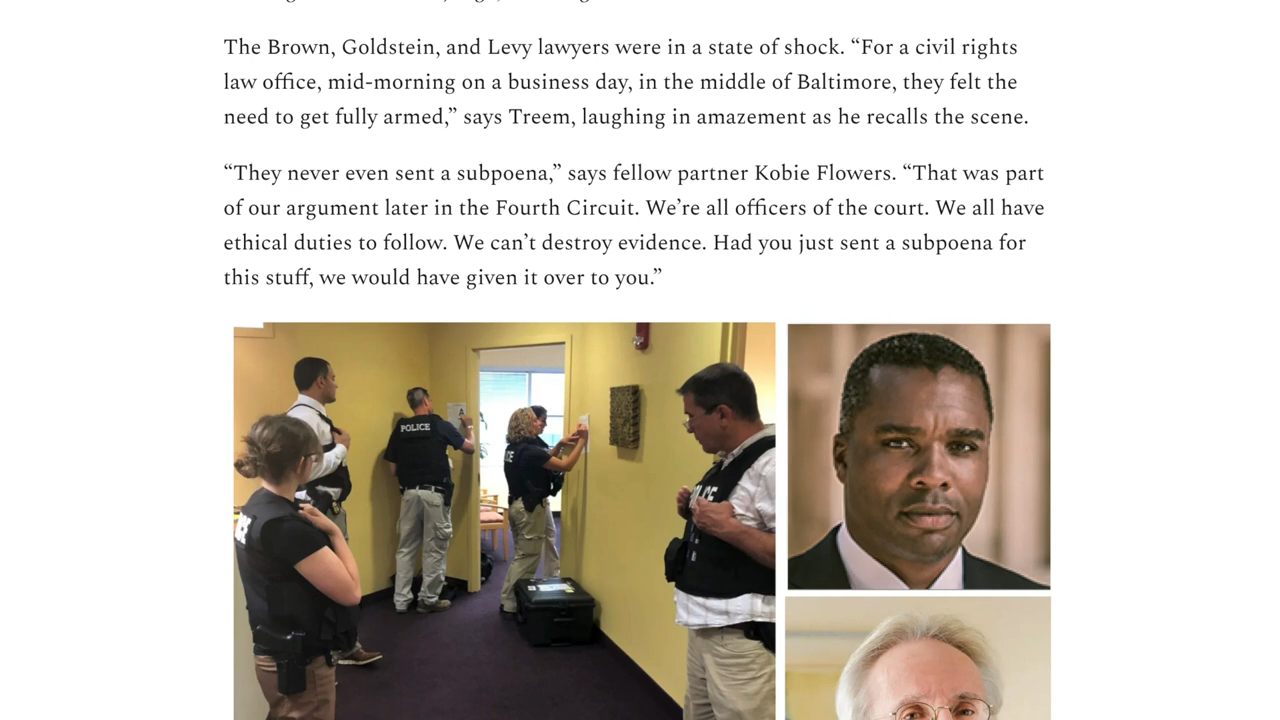 The Brown, Goldstein, and Levy lawyers were in a state of shock. “For a civil rights
law office, mid-morning on a business day, in the middle of Baltimore, they felt the
need to get fully armed,” says Treem, laughing in amazement as he recalls the scene.
“They never even sent a subpoena,” says fellow partner Kobie Flowers. “That was part
of our argument later in the Fourth Circuit. We’re all officers of the court. We all have
ethical duties to follow. We can’t destroy evidence. Had you just sent a subpoena for
this stuff, we would have given it over to you.”
POLICE
A